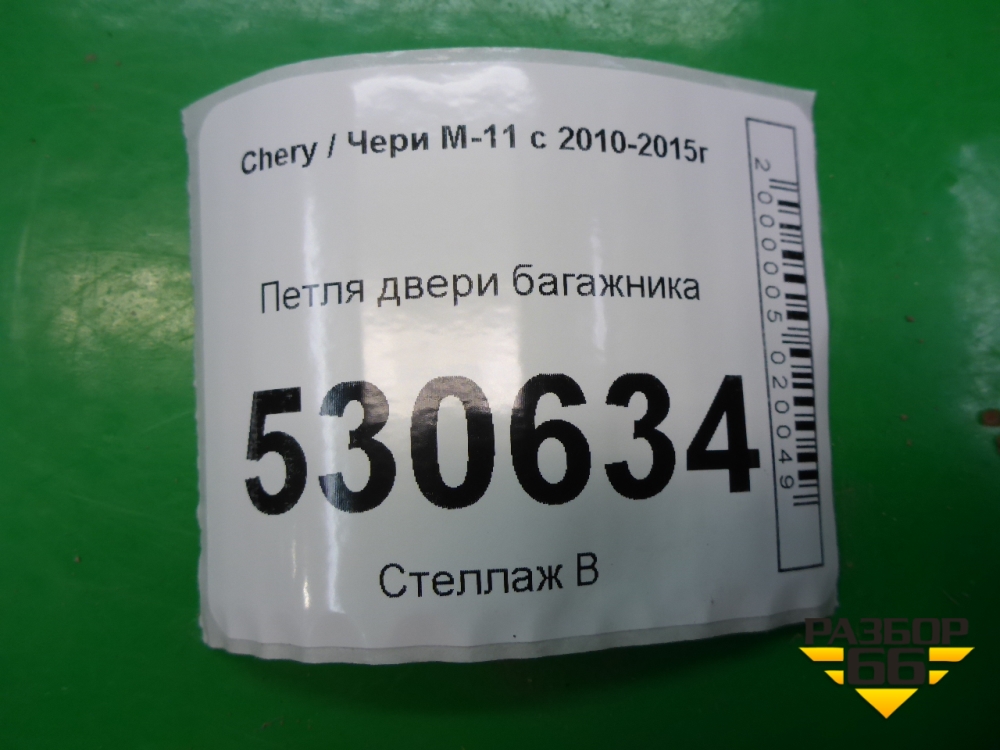 Chery / Чери М-11 с 2010-2015г
Петля двери багажника
530634
Стеллаж В
2000005020049
РАЗБОР
66